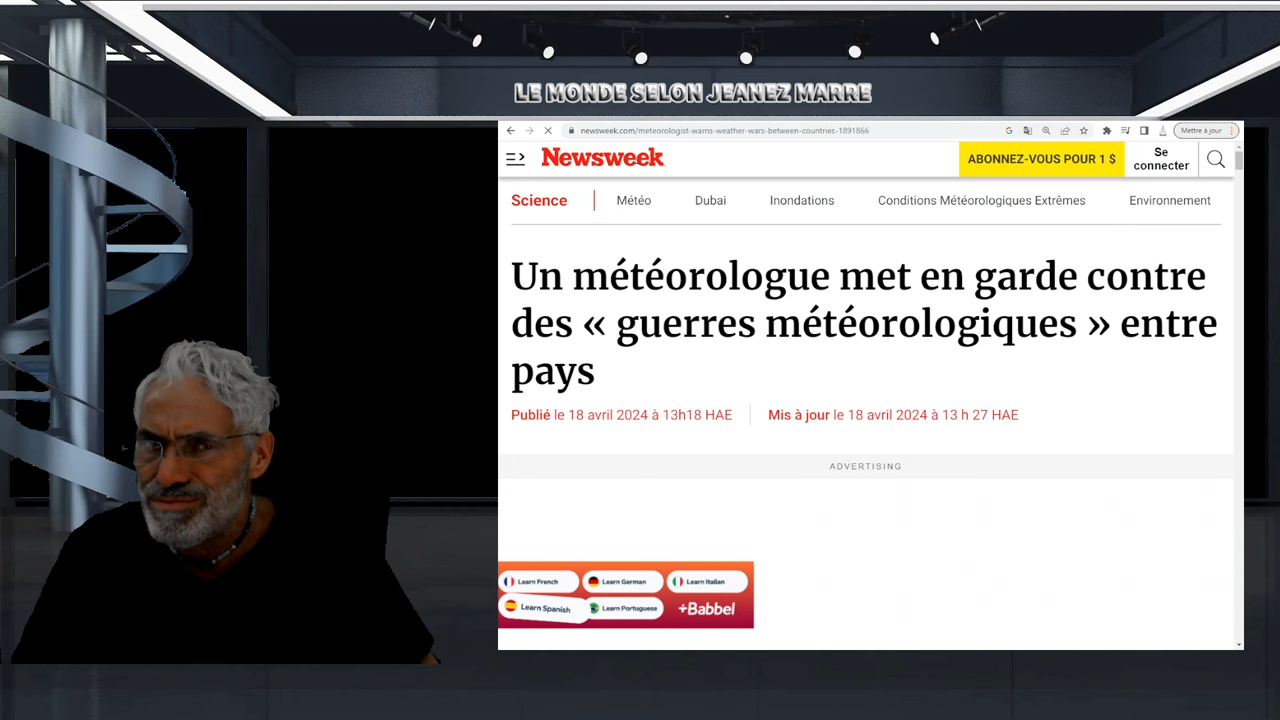 LE MONDE SELON JEANEZ MARRE
newsweek.com/meteorologist-warns-weather-wars-between-countries-1891866
Mette à jour
Newsweek
ABONNEZ-VOUS POUR 1 $
Se connecter
Science
Météo
Dubai
Inondations
Conditions Météorologiques Extrêmes
Environnement
Un météorologue met en garde contre
des « guerres météorologiques » entre
pays
Publié le 18 avril 2024 à 13h18 HAE
Mis à jour le 18 avril 2024 à 13 h 27 HAE
ADVERTISING
Learn French
Learn German
Learn Italian
Learn Spanish
Learn Portuguese
+Babbel